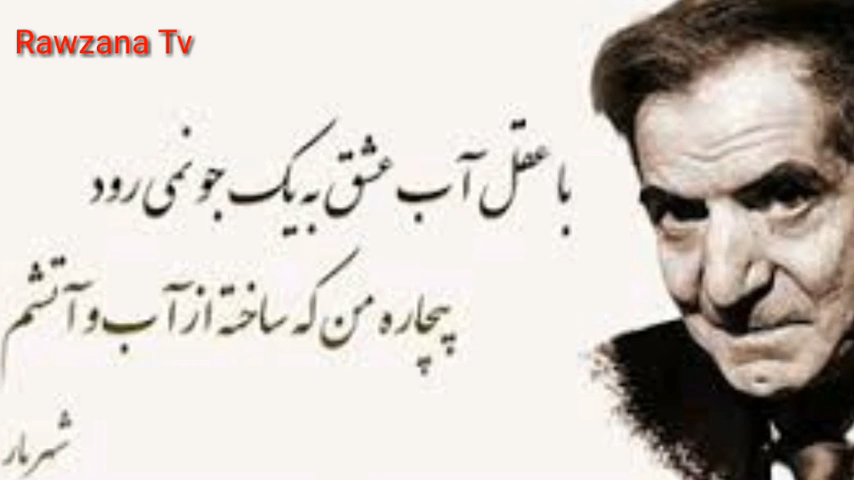 Rawzana Tv
با عقل آب عشق به یک جو نمی رود
بیچاره من که ساخته از آب و آتشم
شهریار